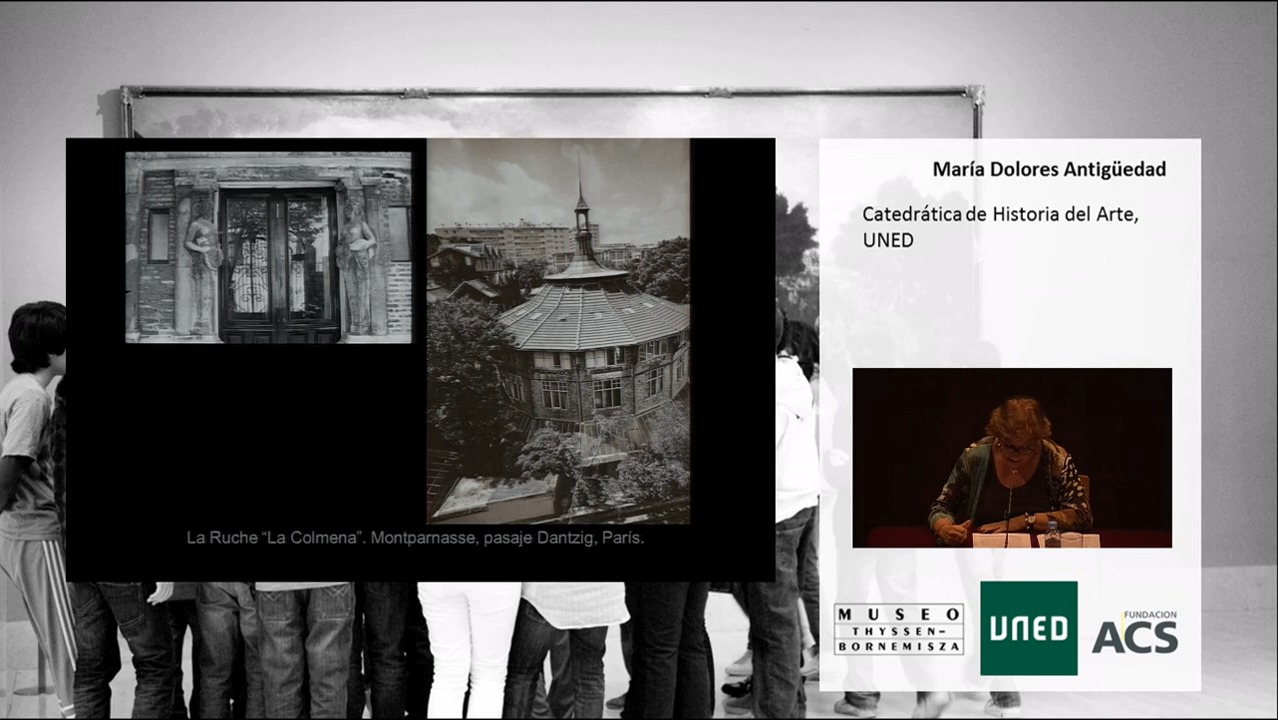 La Ruche “La Colmena”. Montparnasse, pasaje Dantzig, París.
María Dolores Antigüedad
Catedrática de Historia del Arte,
UNED
MUSEO
THYSSEN-
BORNEMISZA
UNED
FUNDACION
ACS